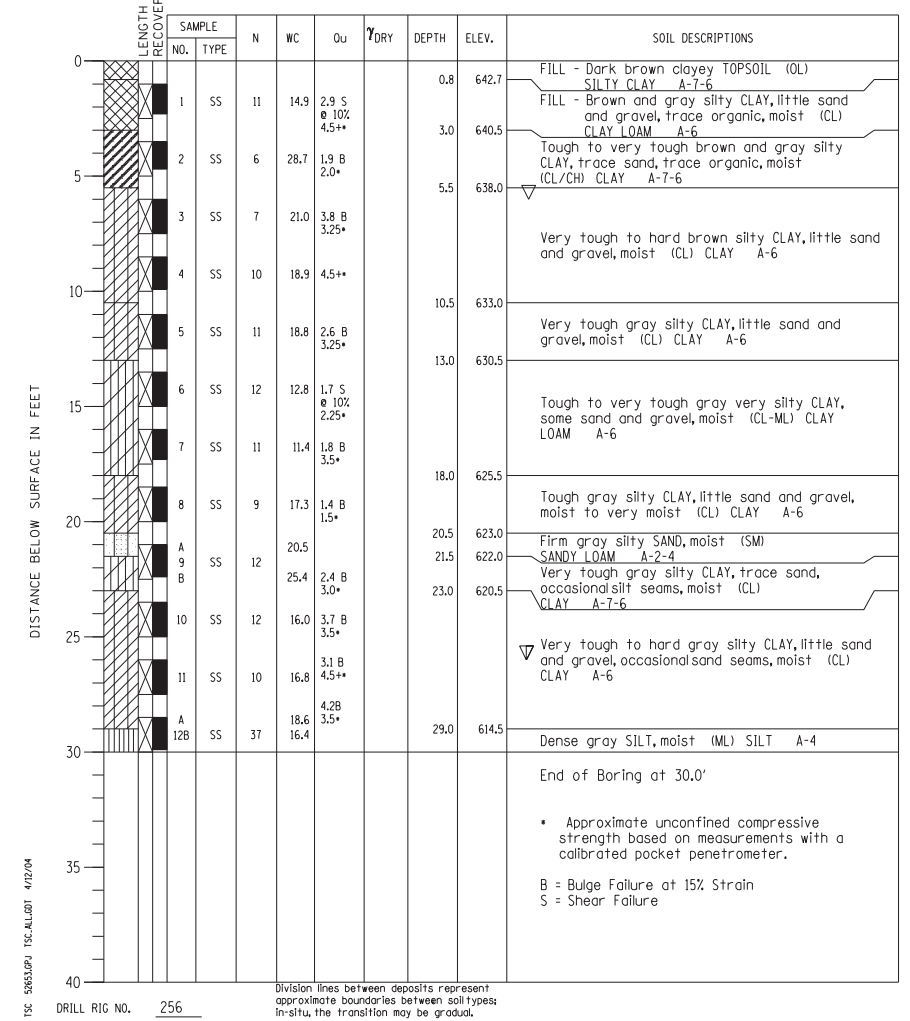 LENGTH
RECOVERY
SAMPLE
NO. TYPE N WC Qu γDRY DEPTH ELEV. SOIL DESCRIPTIONS
0
FILL - Dark brown clayey TOPSOIL (OL)
0.8 642.7
SILTY CLAY A-7-6
1 SS 11 14.9 2.9 S
@ 10%
4.5+*
FILL - Brown and gray silty CLAY, little sand
and gravel, trace organic, moist (CL)
3.0 640.5
CLAY LOAM A-6
2 SS 6 28.7 1.9 B
2.0*
Tough to very tough brown and gray silty
CLAY, trace sand, trace organic, moist
(CL/CH) CLAY A-7-6
5
5.5 638.0
3 SS 7 21.0 3.8 B
3.25*
Very tough to hard brown silty CLAY, little sand
and gravel, moist (CL) CLAY A-6
4 SS 10 18.9 4.5+*
10
10.5 633.0
5 SS 11 18.8 2.6 B
3.25*
Very tough gray silty CLAY, little sand and
gravel, moist (CL) CLAY A-6
13.0 630.5
6 SS 12 12.8 1.7 S
@ 10%
2.25*
15
Tough to very tough gray very silty CLAY,
some sand and gravel, moist (CL-ML) CLAY
LOAM A-6
7 SS 11 11.4 1.8 B
3.5*
18.0 625.5
8 SS 9 17.3 1.4 B
1.5*
Tough gray silty CLAY, little sand and gravel,
moist to very moist (CL) CLAY A-6
20
20.5 623.0
Firm gray silty SAND, moist (SM)
21.5 622.0
SANDY LOAM A-2-4
A 20.5
9 SS 12
B 25.4 2.4 B
3.0*
Very tough gray silty CLAY, trace sand,
occasional silt seams, moist (CL)
23.0 620.5
CLAY A-7-6
10 SS 12 16.0 3.7 B
3.5*
25
11 SS 10 16.8 3.1 B
4.5+*
Very tough to hard gray silty CLAY, little sand
and gravel, occasional sand seams, moist (CL)
CLAY A-6
A 18.6 4.2B
3.5*
12B SS 37 16.4
29.0 614.5
Dense gray SILT, moist (ML) SILT A-4
30
End of Boring at 30.0'
* Approximate unconfined compressive
strength based on measurements with a
calibrated pocket penetrometer.
35
B = Bulge Failure at 15% Strain
S = Shear Failure
40
DISTANCE BELOW SURFACE IN FEET
TSC 52653.GPJ TSC_ALL.GDT 4/12/04
DRILL RIG NO. 256
Division lines between deposits represent
approximate boundaries between soil types;
in-situ, the transition may be gradual.